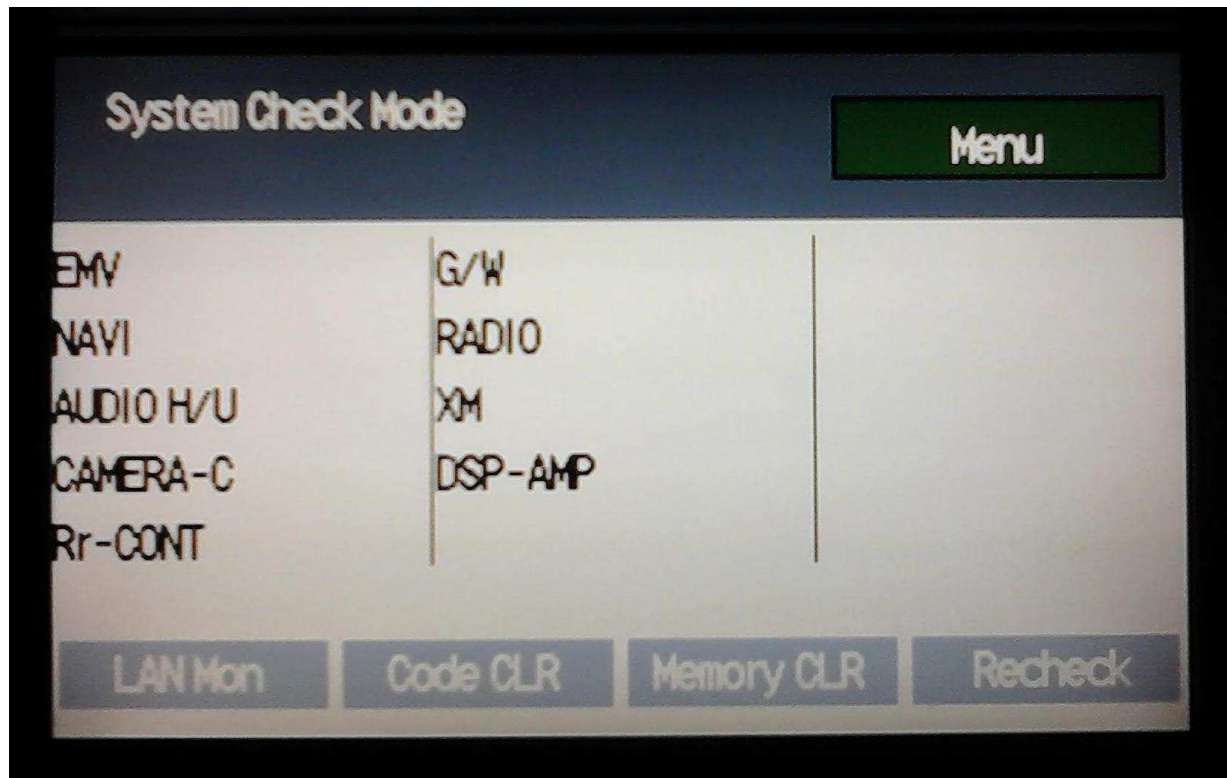 System Check Mode
Menu
EMV
NAVI
AUDIO H/U
CAMERA-C
Rr-CONT
G/W
RADIO
XM
DSP-AMP
LAN Mon
Code CLR
Memory CLR
Recheck